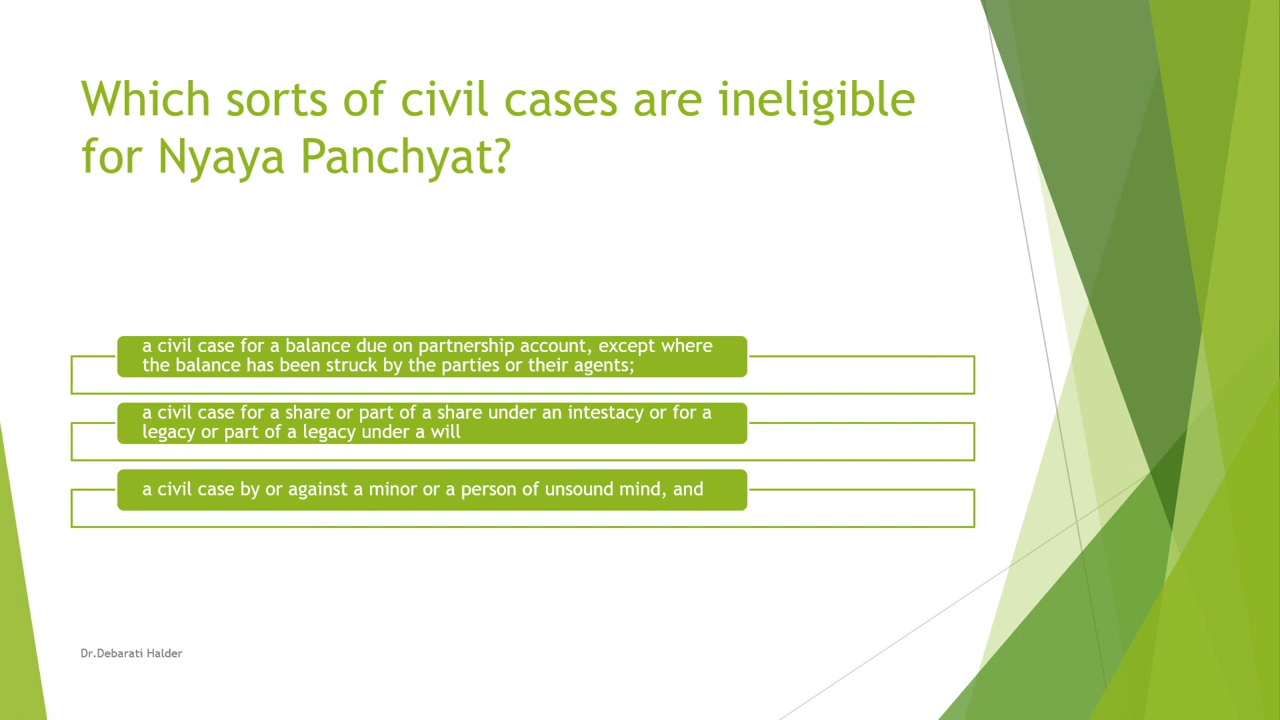 Which sorts of civil cases are ineligible
for Nyaya Panchyat?
a civil case for a balance due on partnership account, except where
the balance has been struck by the parties or their agents;
a civil case for a share or part of a share under an intestacy or for a
legacy or part of a legacy under a will
a civil case by or against a minor or a person of unsound mind, and
Dr.Debarati Halder